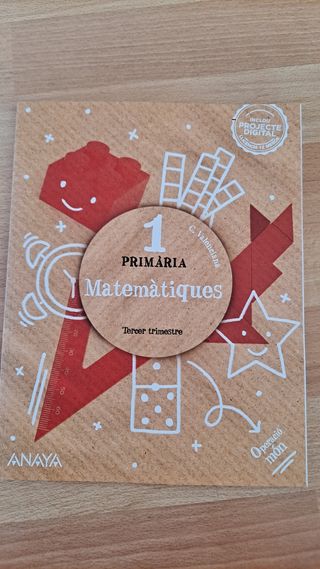 INCLOU
PROJECTE
DIGITAL
1
PRIMÀRIA
C. Valenciana
Matemàtiques
Tercer trimestre
Operació
món
ANAYA